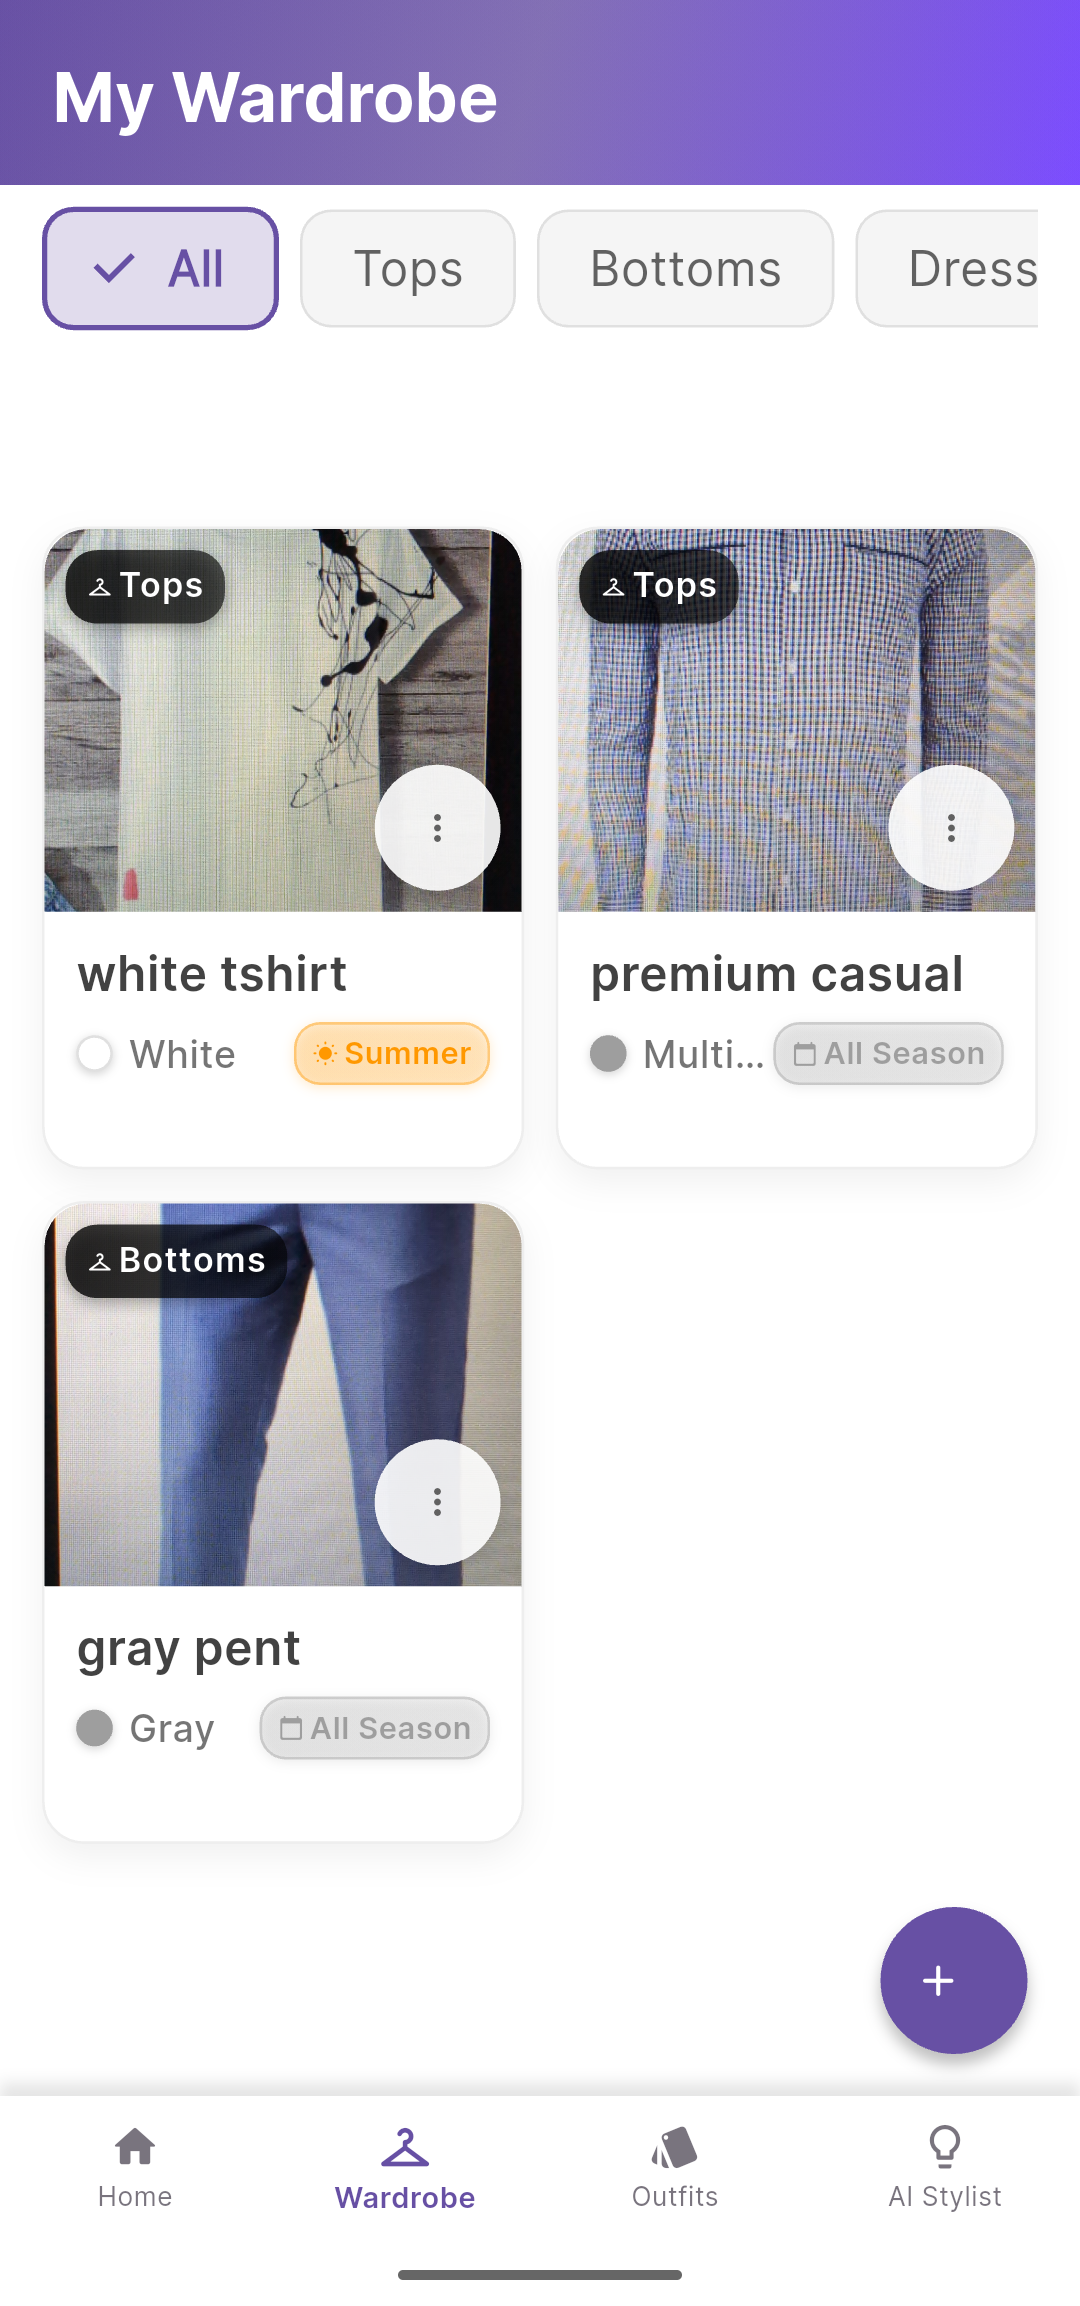 My Wardrobe
All
Tops
Bottoms
Dress
Tops
Tops
white tshirt
White
Summer
premium casual
Multi...
All Season
Bottoms
gray pent
Gray
All Season
Home
Wardrobe
Outfits
AI Stylist